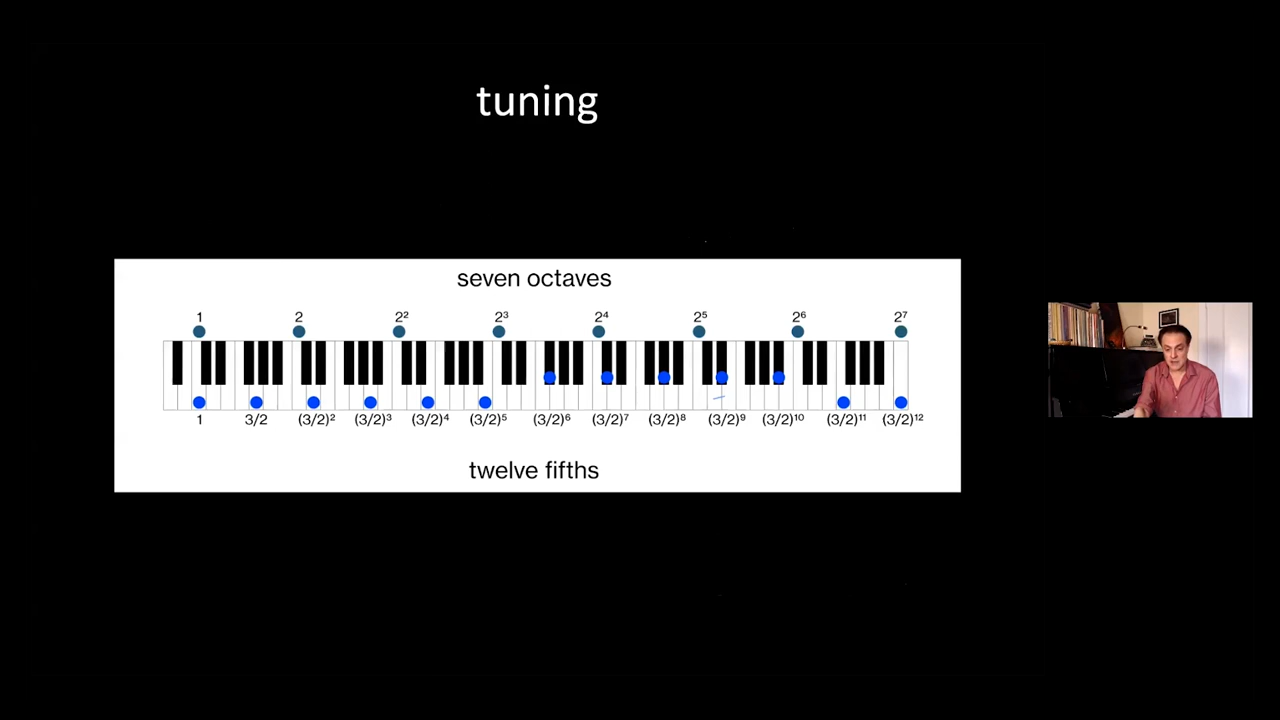 tuning
seven octaves
1 2 2² 2³ 2⁴ 2⁵ 2⁶ 2⁷
1 3/2 (3/2)² (3/2)³ (3/2)⁴ (3/2)⁵ (3/2)⁶ (3/2)⁷ (3/2)⁸ (3/2)⁹ (3/2)¹⁰ (3/2)¹¹ (3/2)¹²
twelve fifths